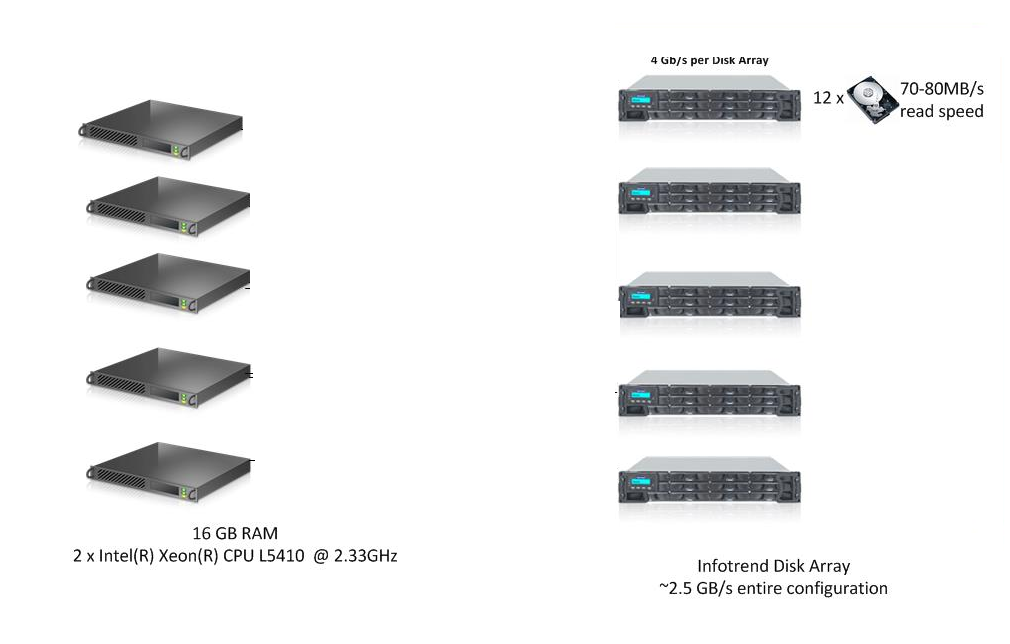 4 Gb/s per Disk Array
12 x
70-80MB/s
read speed
16 GB RAM
2 x Intel(R) Xeon(R) CPU L5410 @ 2.33GHz
Infotrend Disk Array
~2.5 GB/s entire configuration